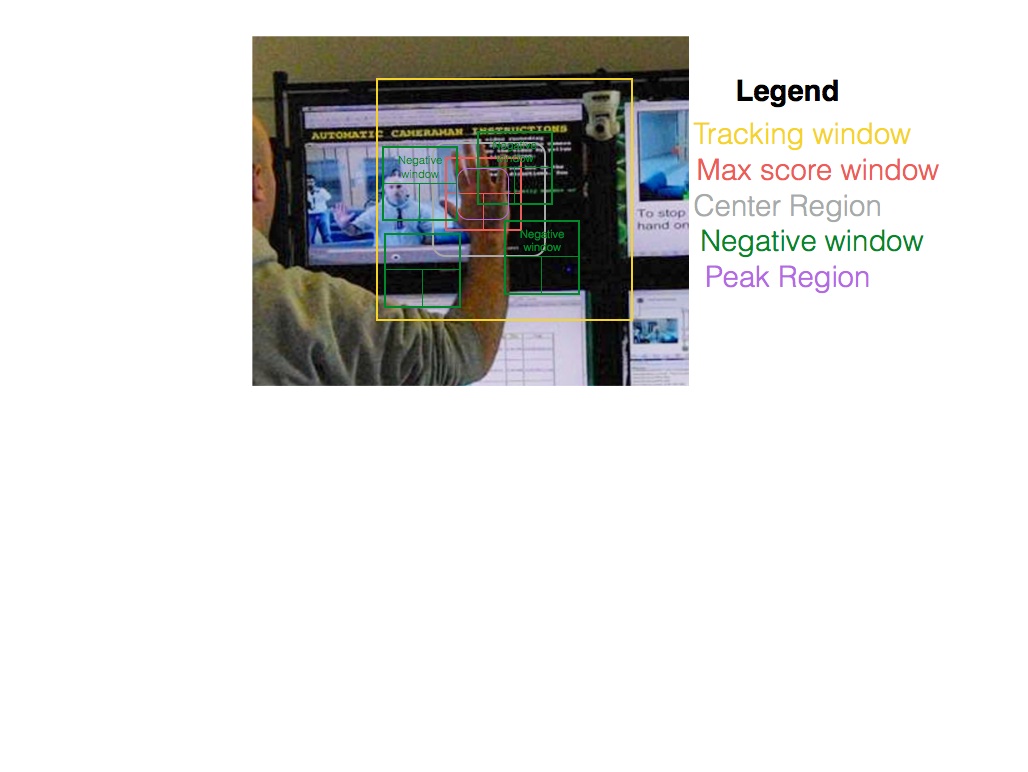 Legend
Tracking window
Max score window
Center Region
Negative window
Peak Region
AUTOMATIC CAMERAMAN INSTRUCTIONS
Negative
window
Negative
window
Negative
window
To stop
hand on